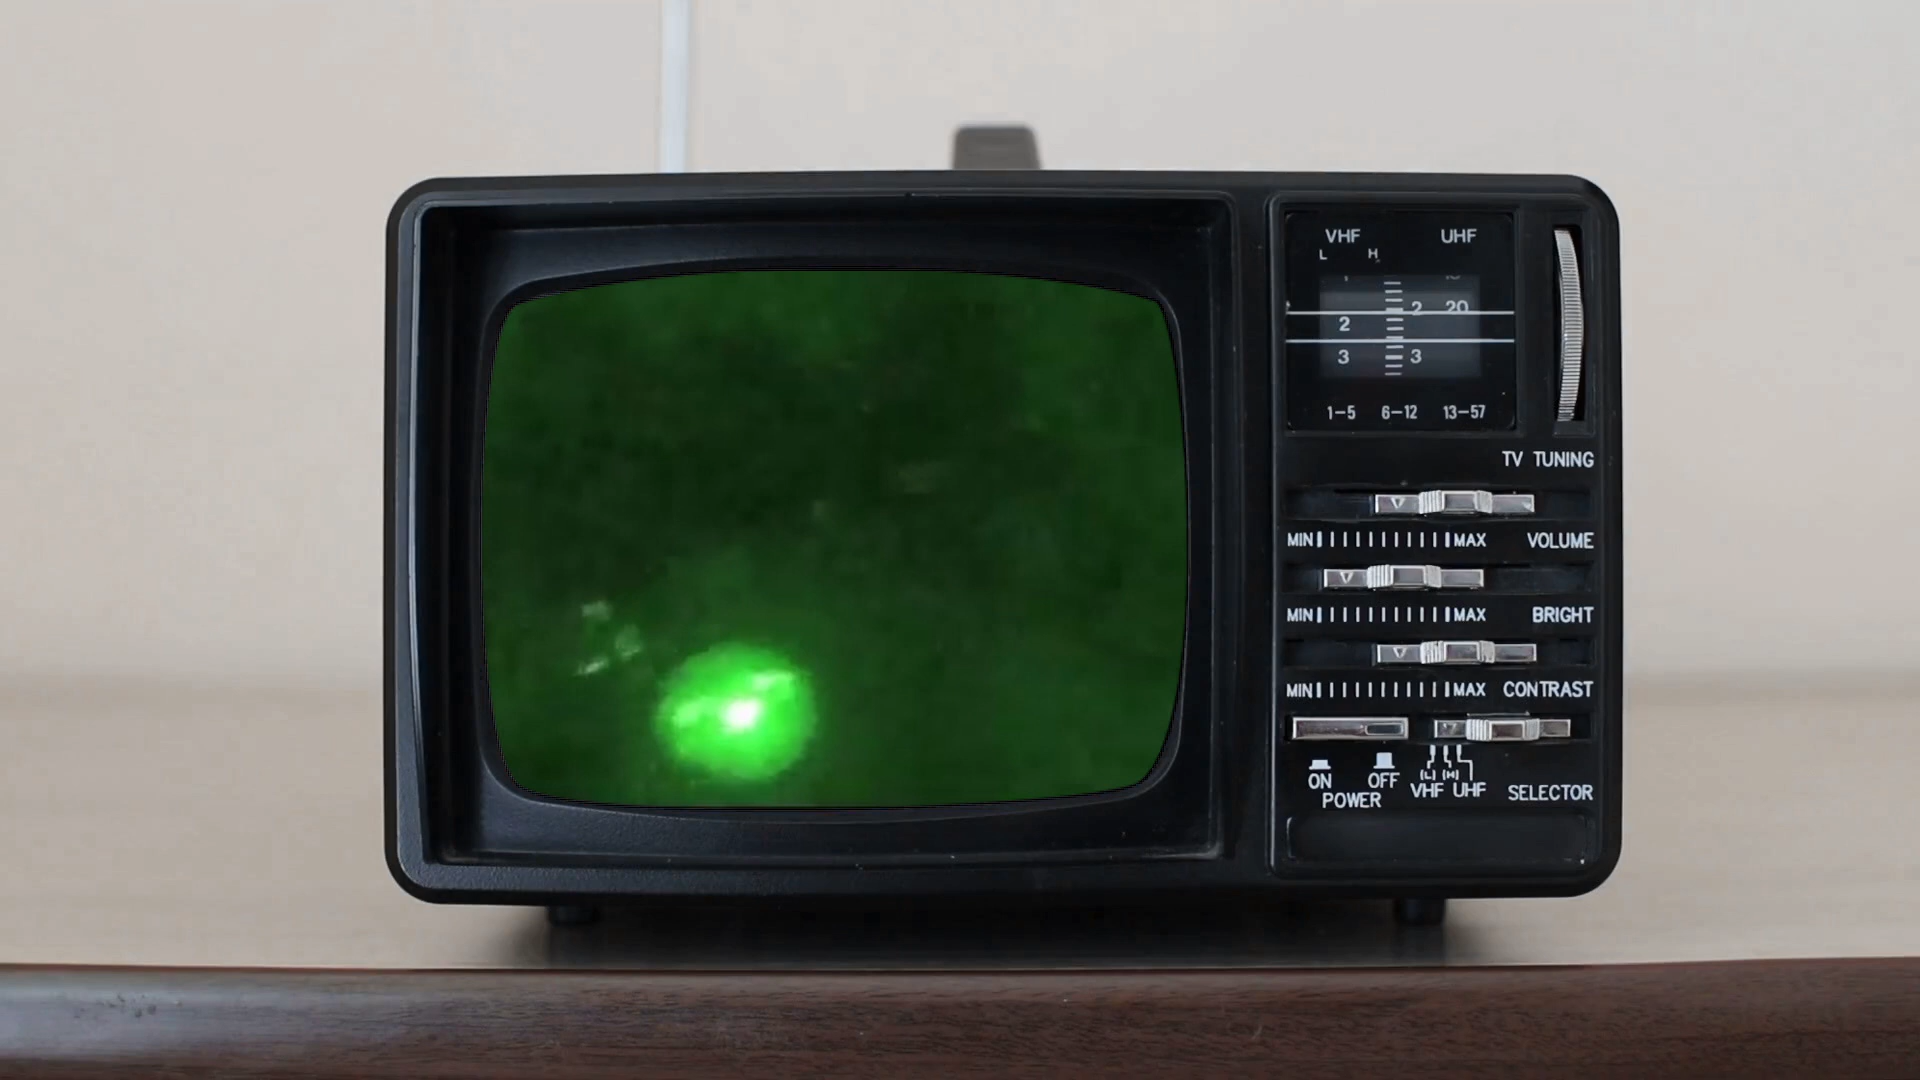 VHF UHF
L H
2 20
2
3 3
1-5 6-12 13-57
TV TUNING
MIN MAX VOLUME
MIN MAX BRIGHT
MIN MAX CONTRAST
ON OFF (L) (H)
VHF UHF
POWER SELECTOR